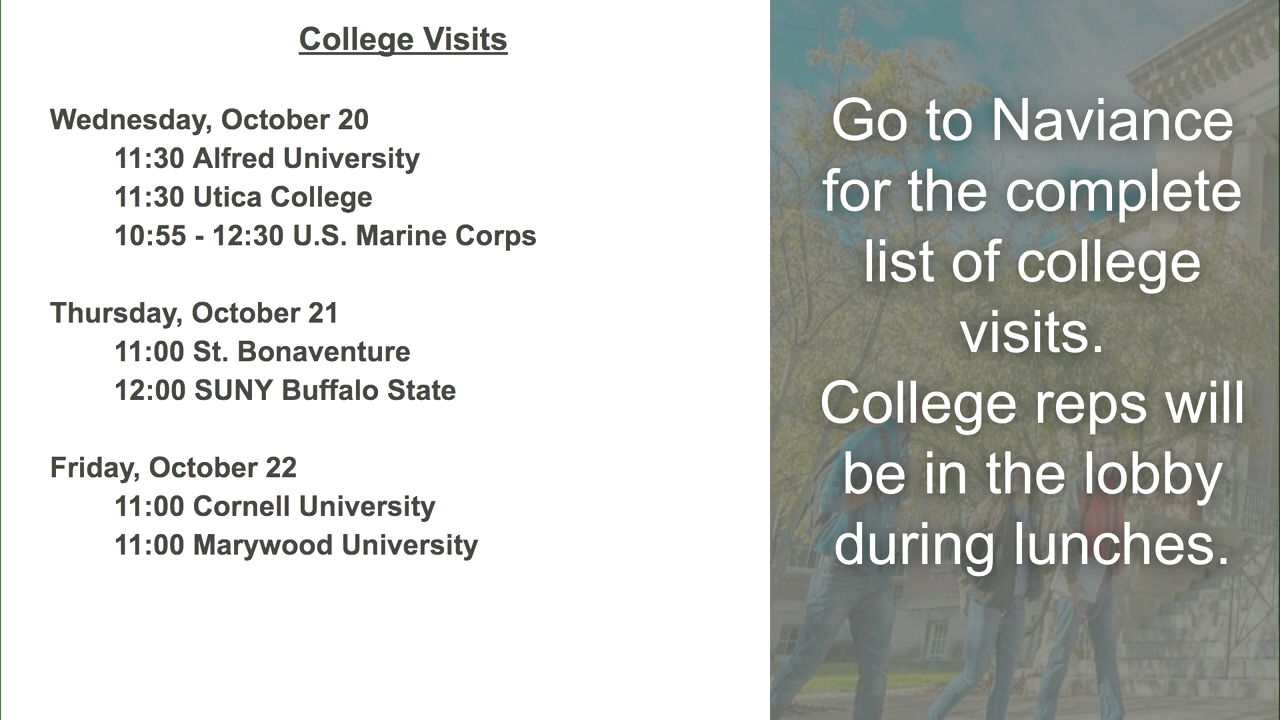 College Visits
Wednesday, October 20
11:30 Alfred University
11:30 Utica College
10:55 - 12:30 U.S. Marine Corps
Thursday, October 21
11:00 St. Bonaventure
12:00 SUNY Buffalo State
Friday, October 22
11:00 Cornell University
11:00 Marywood University
Go to Naviance
for the complete
list of college
visits.
College reps will
be in the lobby
during lunches.